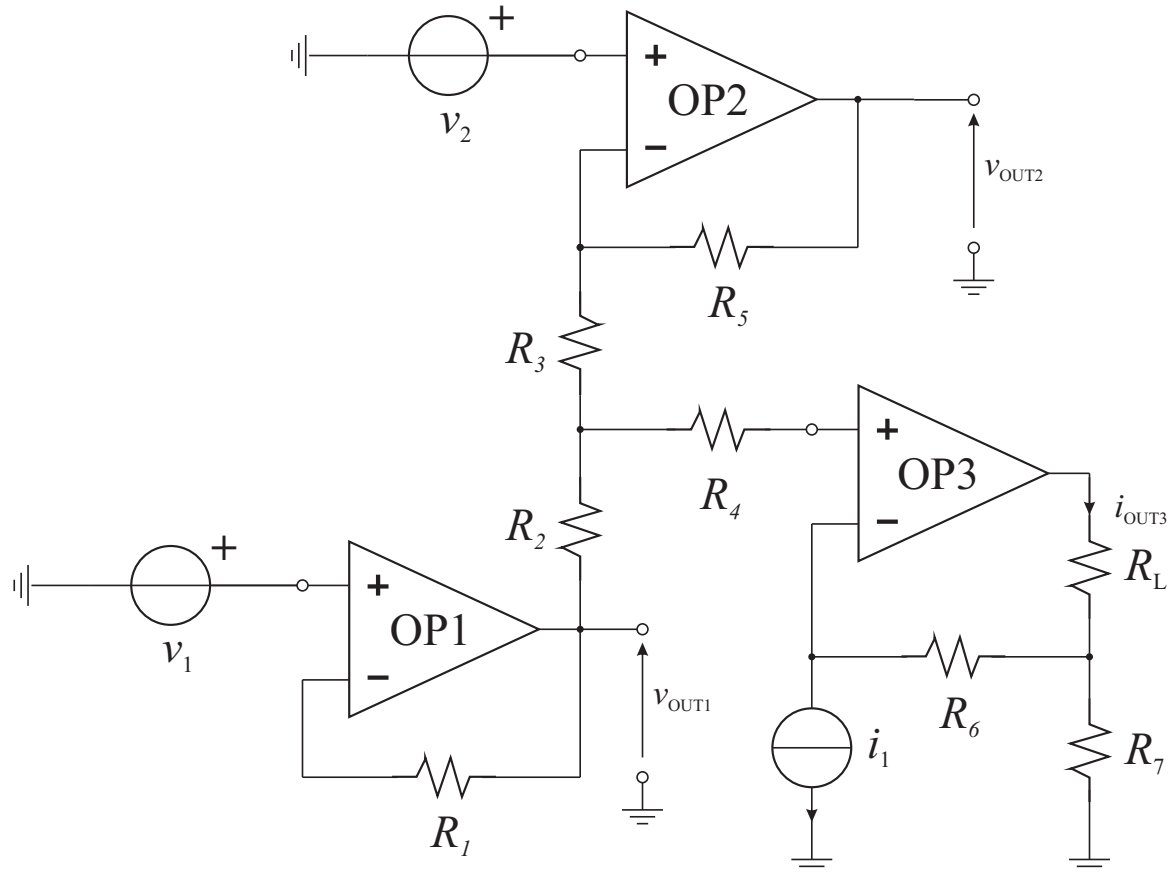 +
v2
+
OP2
−
vOUT2
R5
R3
R4
+
OP3
−
iOUT3
RL
R2
+
v1
+
OP1
−
vOUT1
R6
i1
R7
R1